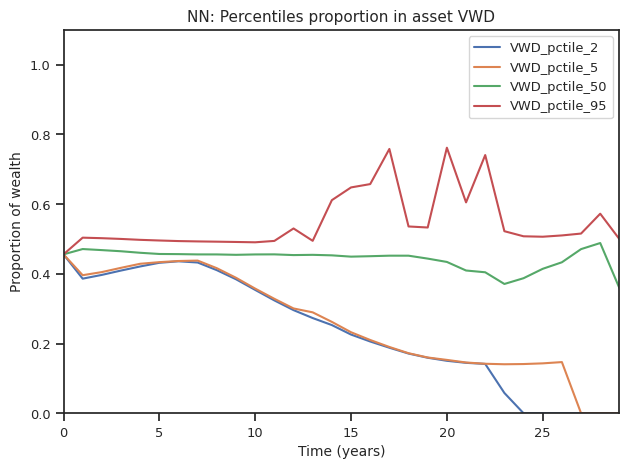 NN: Percentiles proportion in asset VWD
VWD_pctile_2
VWD_pctile_5
VWD_pctile_50
VWD_pctile_95
Proportion of wealth
1.0
0.8
0.6
0.4
0.2
0.0
0 5 10 15 20 25
Time (years)